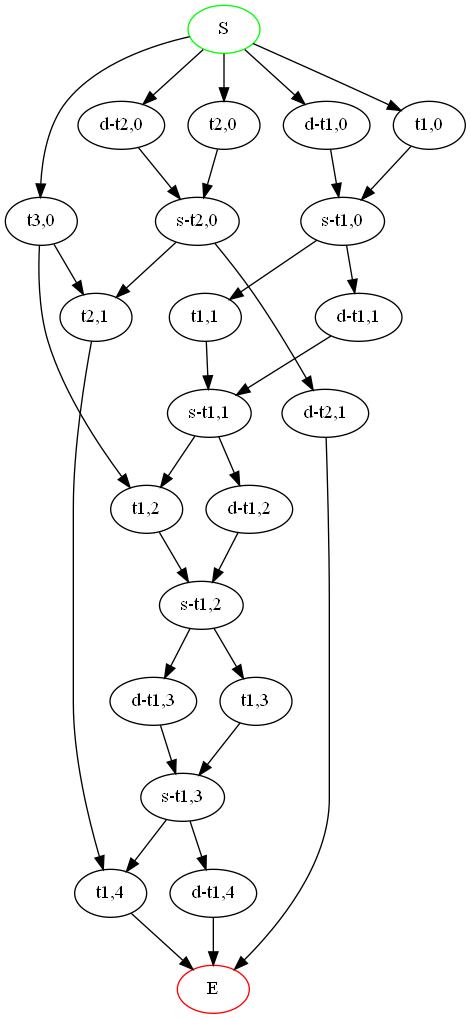 S
d-t2,0
t2,0
d-t1,0
t1,0
t3,0
s-t2,0
s-t1,0
t2,1
t1,1
d-t1,1
s-t1,1
d-t2,1
t1,2
d-t1,2
s-t1,2
d-t1,3
t1,3
s-t1,3
t1,4
d-t1,4
E